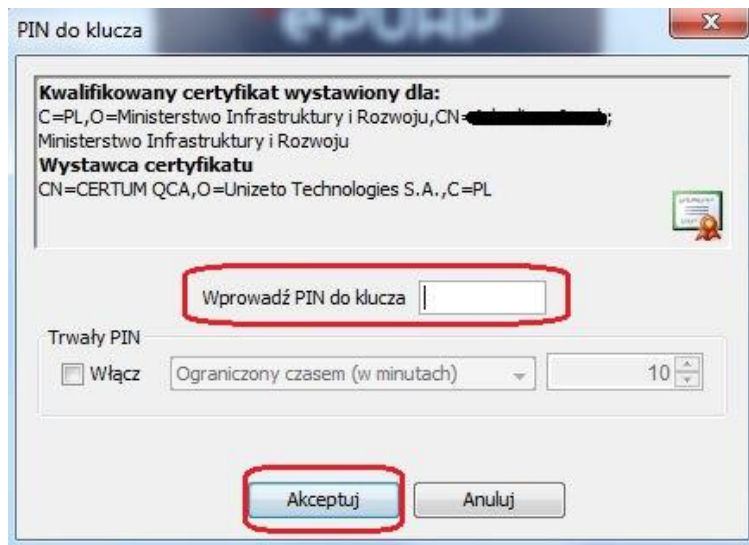 PIN do klucza
ePUAP
Kwalifikowany certyfikat wystawiony dla:
C=PL,O=Ministerstwo Infrastruktury i Rozwoju,CN= ;
Ministerstwo Infrastruktury i Rozwoju
Wystawca certyfikatu
CN=CERTUM QCA,O=Unizeto Technologies S.A.,C=PL
Wprowadź PIN do klucza
Trwały PIN
Włącz Ograniczony czasem (w minutach) 10
Akceptuj Anuluj